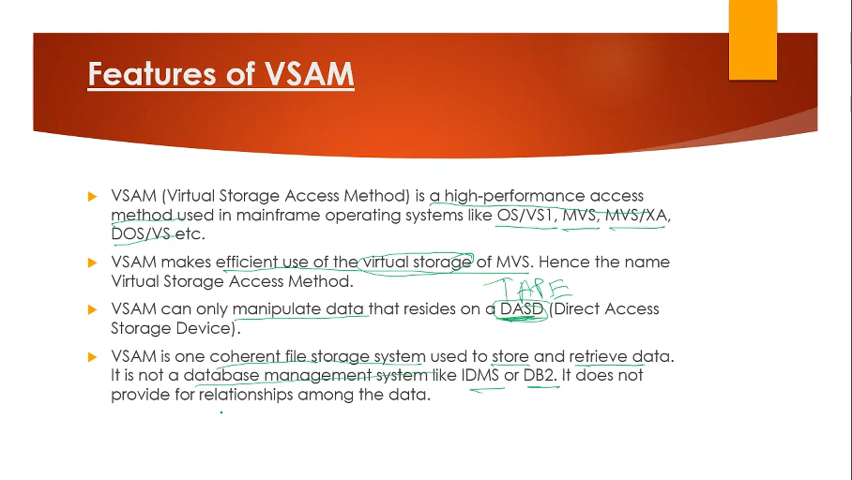 Features of VSAM
VSAM (Virtual Storage Access Method) is a high-performance access
method used in mainframe operating systems like OS/VS1, MVS, MVS/XA,
DOS/VS etc.
VSAM makes efficient use of the virtual storage of MVS. Hence the name
Virtual Storage Access Method.
TAPE
VSAM can only manipulate data that resides on a DASD (Direct Access
Storage Device).
VSAM is one coherent file storage system used to store and retrieve data.
It is not a database management system like IDMS or DB2. It does not
provide for relationships among the data.